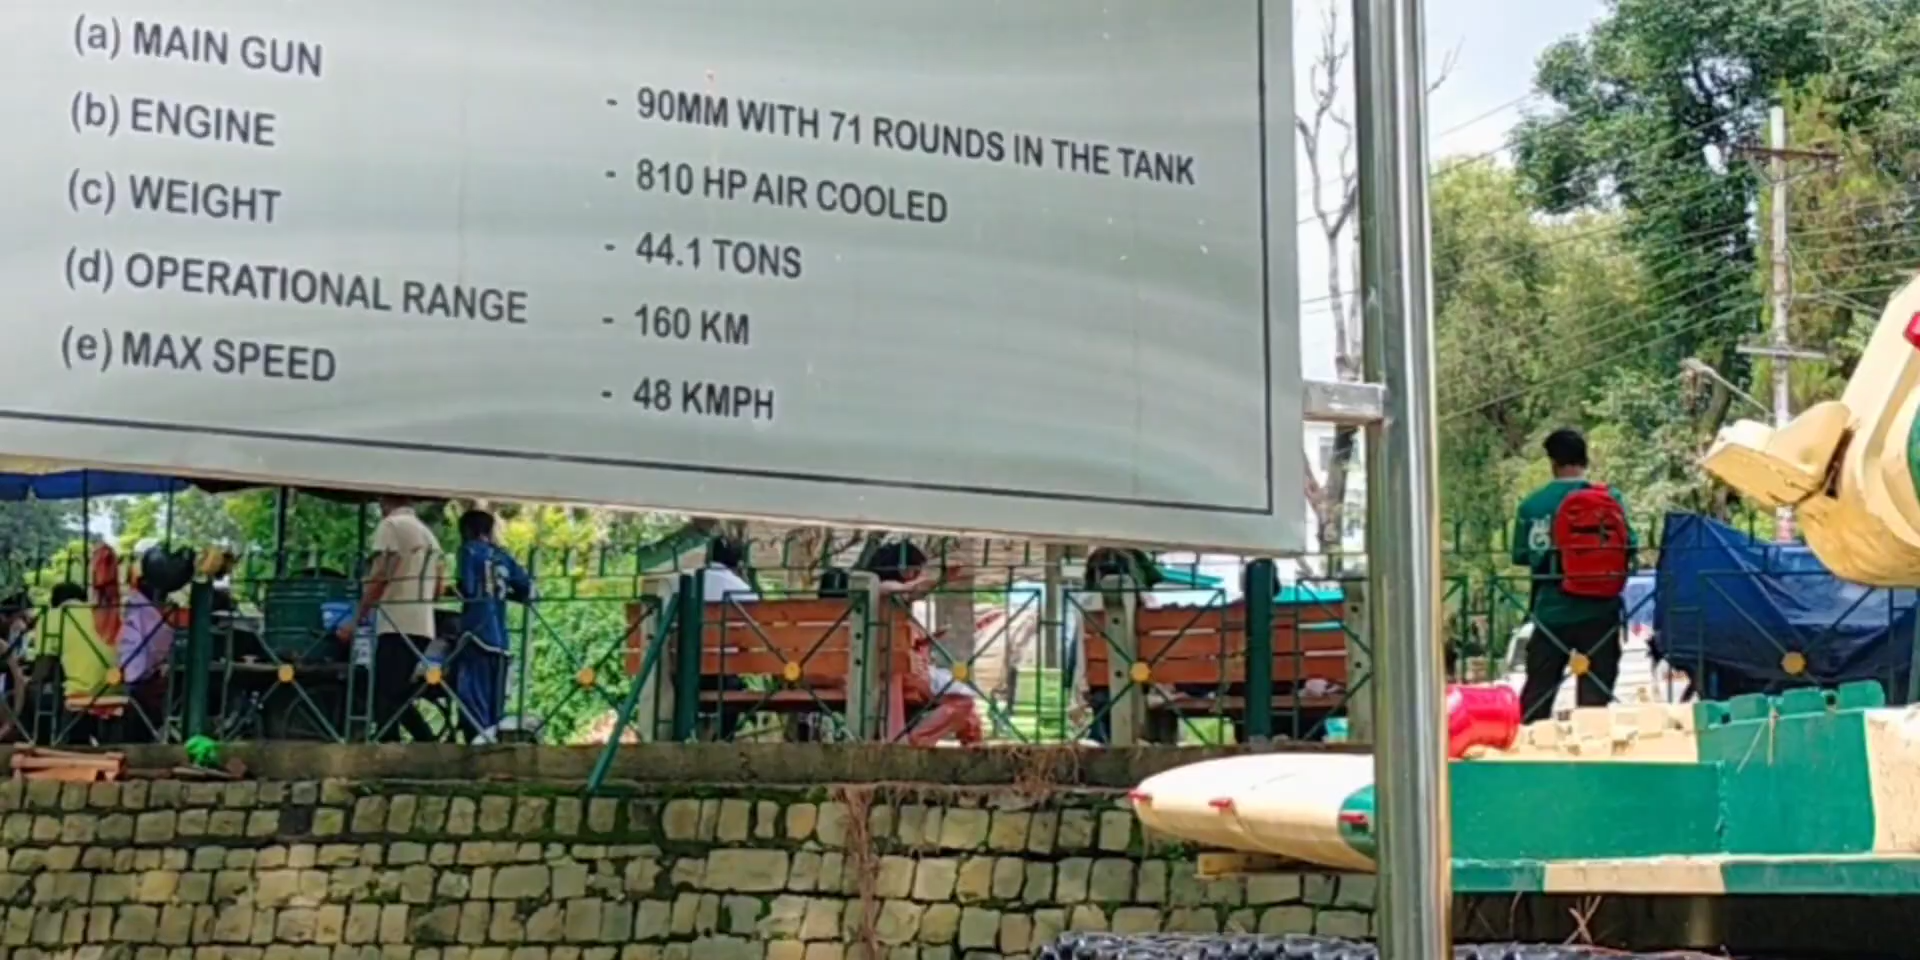 (a) MAIN GUN - 90MM WITH 71 ROUNDS IN THE TANK
(b) ENGINE - 810 HP AIR COOLED
(c) WEIGHT - 44.1 TONS
(d) OPERATIONAL RANGE - 160 KM
(e) MAX SPEED - 48 KMPH